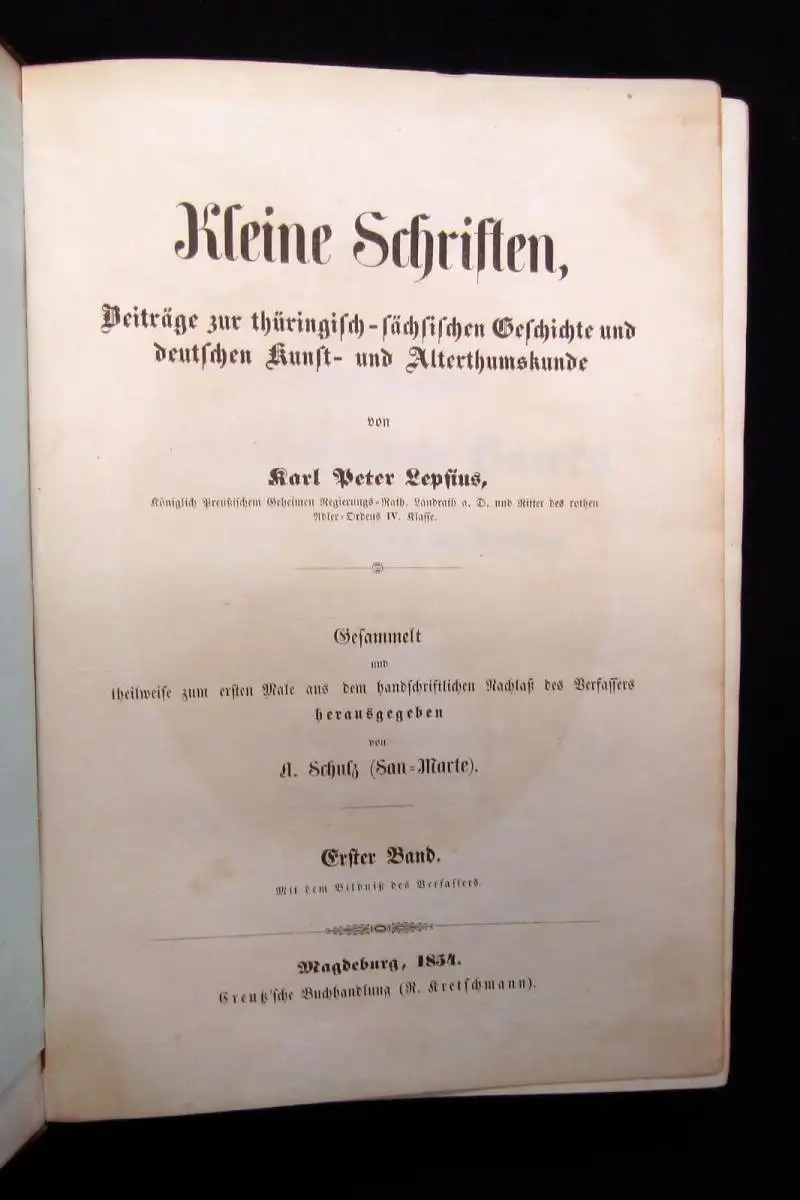 Kleine Schriften,
Beiträge zur thüringisch-sächsischen Geschichte und
deutschen Kunst- und Alterthumskunde
von
Karl Peter Lepsius,
Königlich Preußischem Geheimen Regierungs-Rath, Landrath a. D. und Ritter des rothen
Adler-Ordens IV. Klasse.
Gesammelt
und
theilweise zum ersten Male aus dem handschriftlichen Nachlaß des Verfassers
herausgegeben
von
A. Schulz (San-Marte).
Erster Band.
Mit dem Bildniß des Verfassers.
Magdeburg, 1854.
Creutz'sche Buchhandlung (R. Kretschmann).